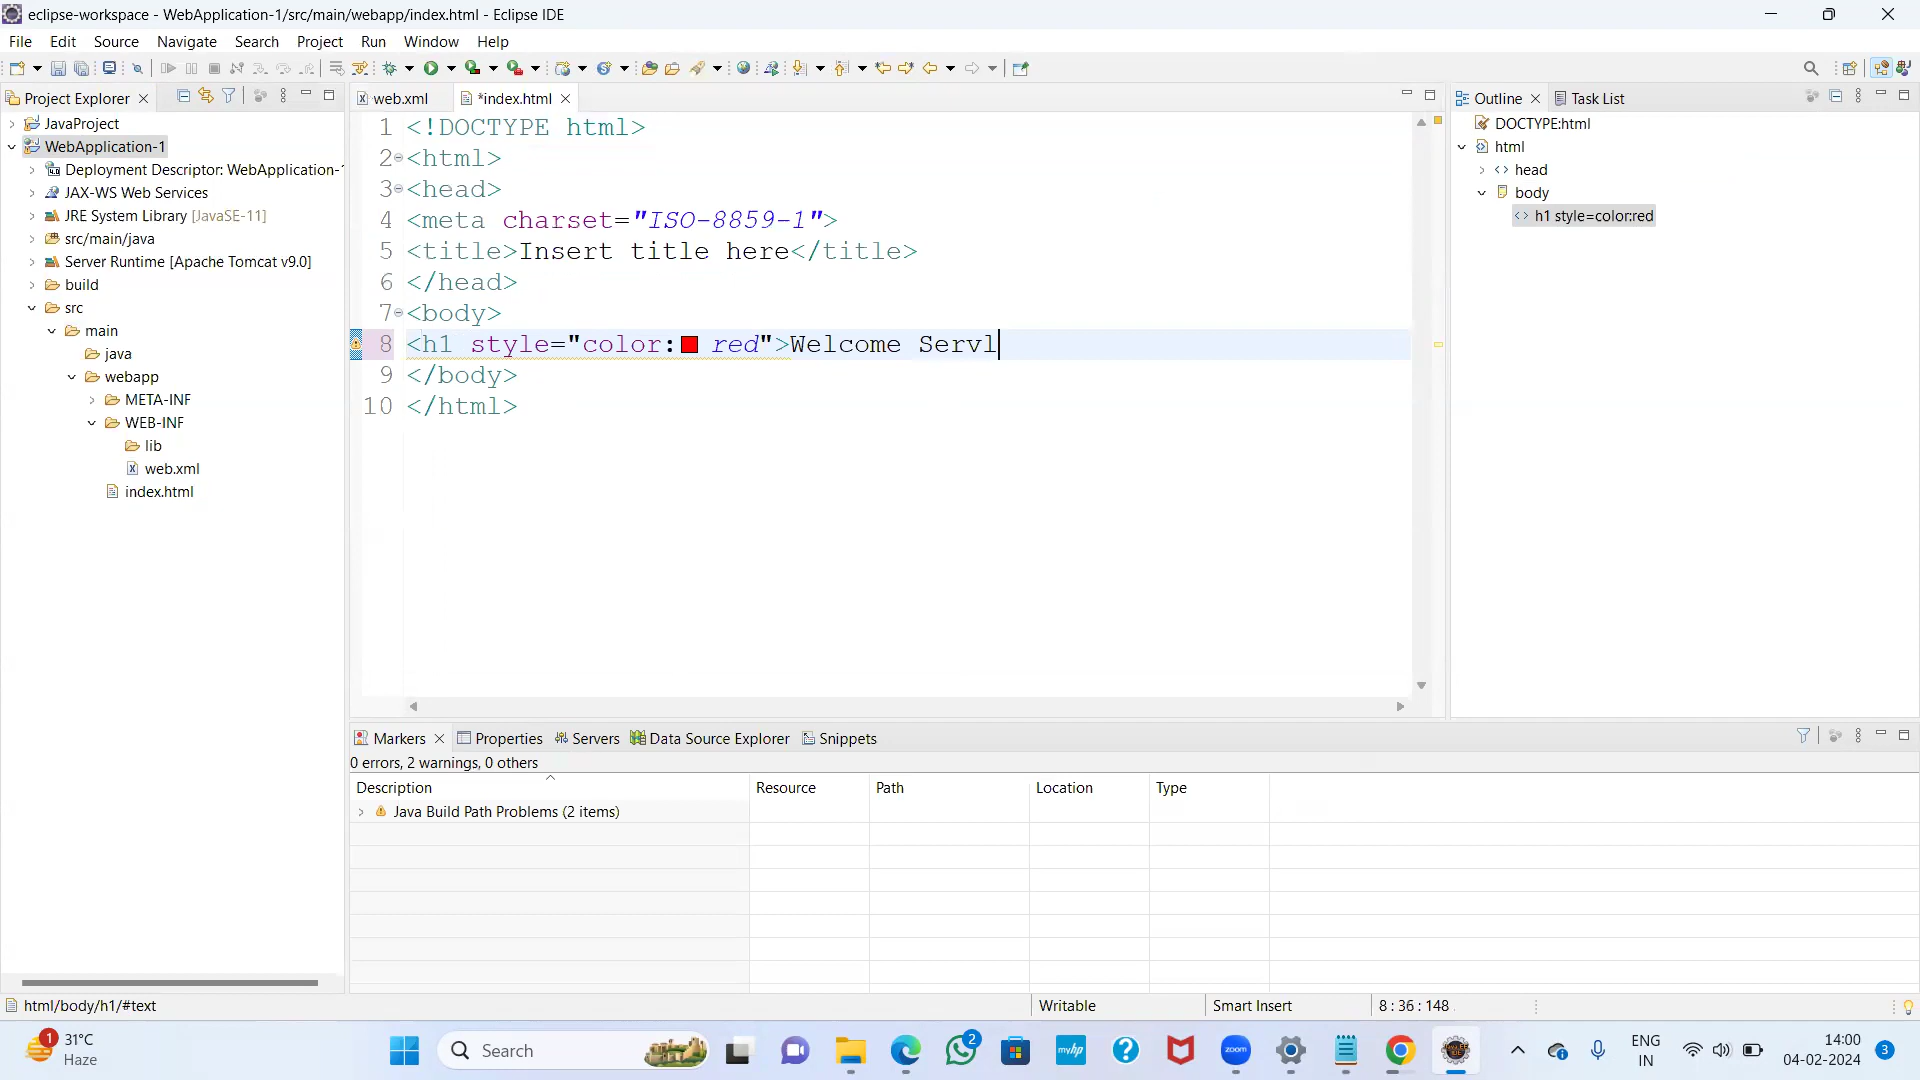 eclipse-workspace - WebApplication-1/src/main/webapp/index.html - Eclipse IDE
File Edit Source Navigate Search Project Run Window Help
Project Explorer
JavaProject
WebApplication-1
Deployment Descriptor: WebApplication-1
JAX-WS Web Services
JRE System Library [JavaSE-11]
src/main/java
Server Runtime [Apache Tomcat v9.0]
build
src
main
java
webapp
META-INF
WEB-INF
lib
web.xml
index.html
web.xml *index.html
1 <!DOCTYPE html>
2 <html>
3 <head>
4 <meta charset="ISO-8859-1">
5 <title>Insert title here</title>
6 </head>
7 <body>
8 <h1 style="color: red">Welcome Servl
9 </body>
10 </html>
Outline Task List
DOCTYPE:html
html
head
body
h1 style=color:red
Markers Properties Servers Data Source Explorer Snippets
0 errors, 2 warnings, 0 others
Description Resource Path Location Type
Java Build Path Problems (2 items)
html/body/h1/#text Writable Smart Insert 8 : 36 : 148
1 31°C
Haze
Search
2
myhp
zoom
ENG
IN
14:00
04-02-2024
3